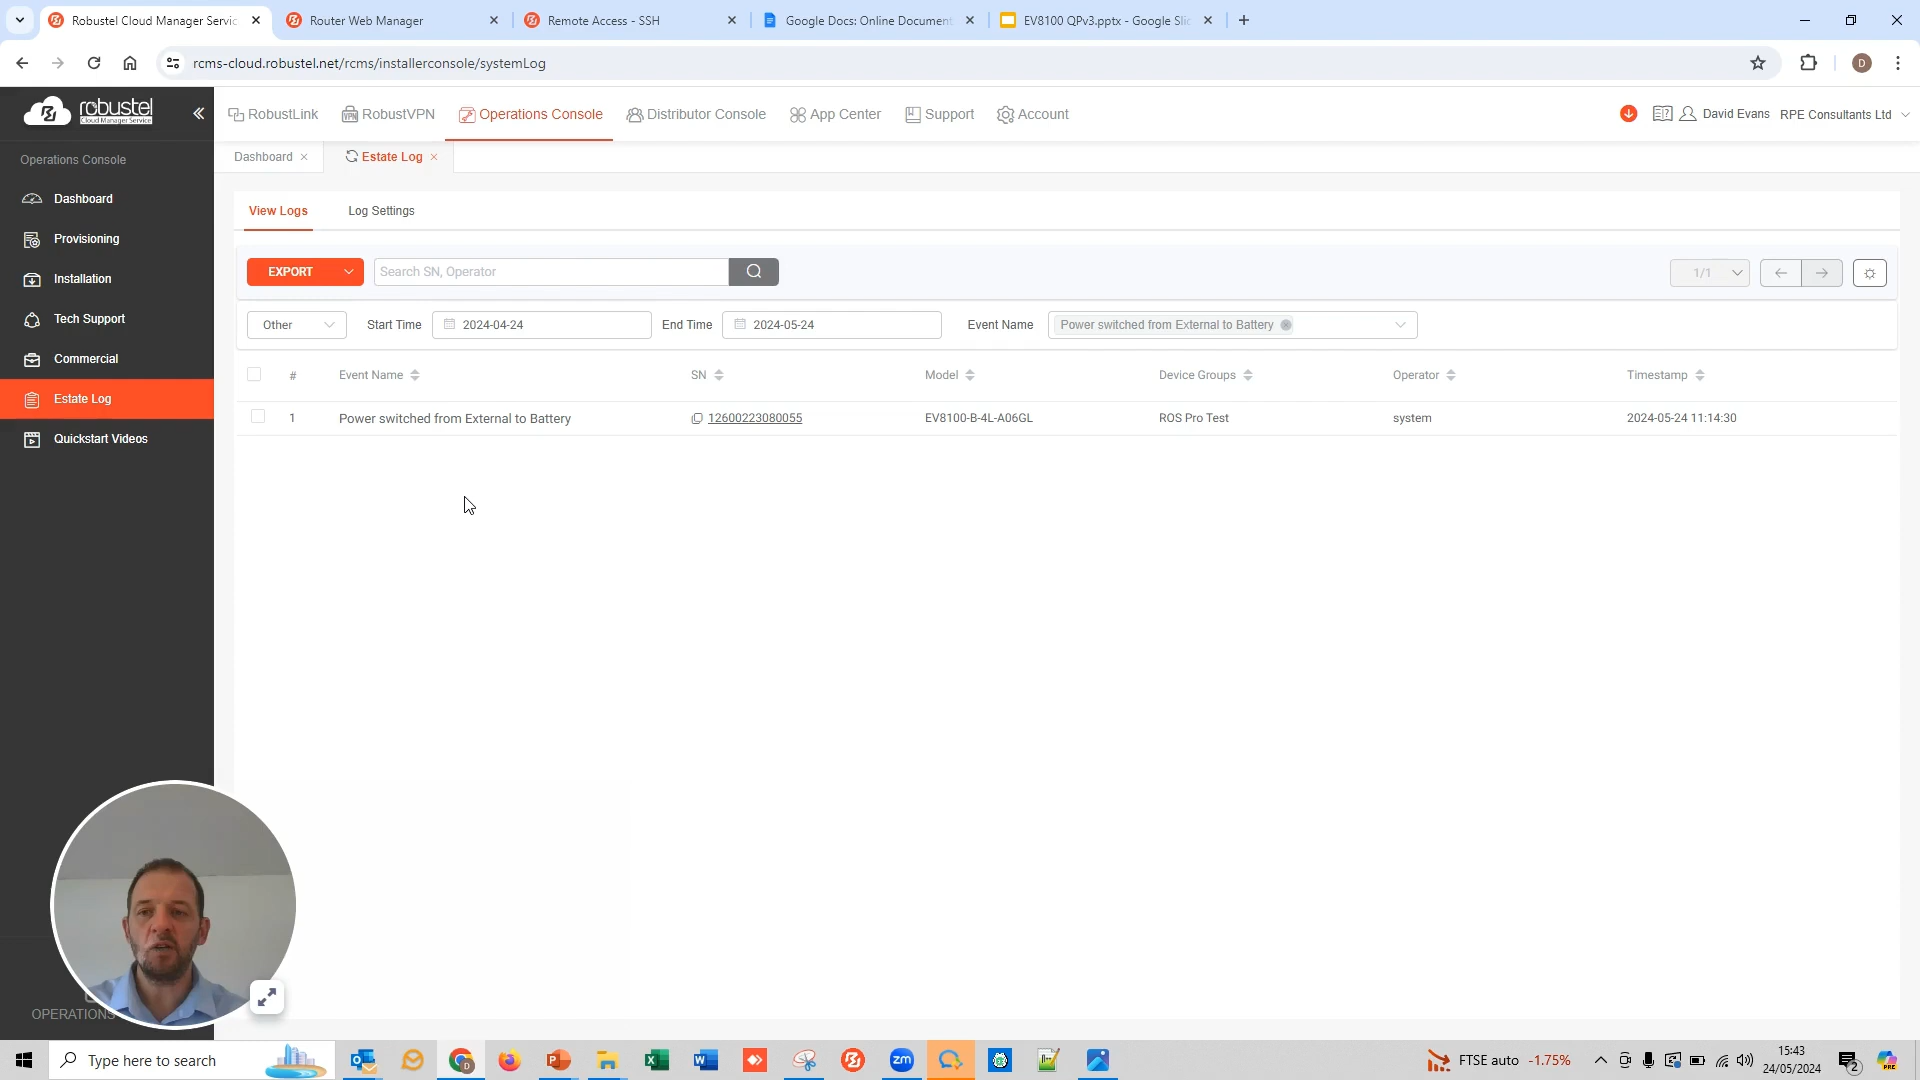 Robustel Cloud Manager Servic
Router Web Manager
Remote Access - SSH
Google Docs: Online Document
EV8100 QPv3.pptx - Google Slic
rcms-cloud.robustel.net/rcms/installerconsole/systemLog
D
robustel
Cloud Manager Service
RobustLink
RobustVPN
Operations Console
Distributor Console
App Center
Support
Account
David Evans
RPE Consultants Ltd
Operations Console
Dashboard
Estate Log
Dashboard
Provisioning
Installation
Tech Support
Commercial
Estate Log
Quickstart Videos
View Logs
Log Settings
EXPORT
Search SN, Operator
1/1
Other
Start Time
2024-04-24
End Time
2024-05-24
Event Name
Power switched from External to Battery
# Event Name SN Model Device Groups Operator Timestamp
1 Power switched from External to Battery 12600223080055 EV8100-B-4L-A06GL ROS Pro Test system 2024-05-24 11:14:30
OPERATIONS
Type here to search
FTSE auto -1.75%
15:43
24/05/2024
2